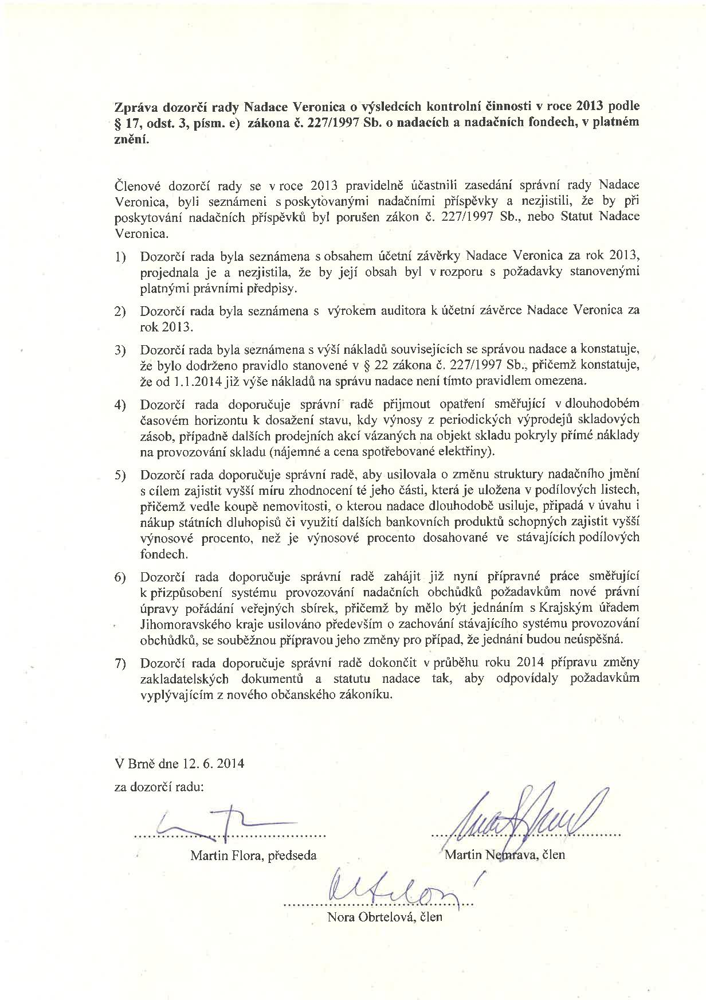 Zpráva dozorčí rady Nadace Veronica o výsledcích kontrolní činnosti v roce 2013 podle
§ 17, odst. 3, písm. e) zákona č. 227/1997 Sb. o nadacích a nadačních fondech, v platném
znění.
Členové dozorčí rady se v roce 2013 pravidelně účastnili zasedání správní rady Nadace
Veronica, byli seznámeni s poskytovanými nadačními příspěvky a nezjistili, že by při
poskytování nadačních příspěvků byl porušen zákon č. 227/1997 Sb., nebo Statut Nadace
Veronica.
1) Dozorčí rada byla seznámena s obsahem účetní závěrky Nadace Veronica za rok 2013,
projednala je a nezjistila, že by její obsah byl v rozporu s požadavky stanovenými
platnými právními předpisy.
2) Dozorčí rada byla seznámena s výrokem auditora k účetní závěrce Nadace Veronica za
rok 2013.
3) Dozorčí rada byla seznámena s výší nákladů souvisejících se správou nadace a konstatuje,
že bylo dodrženo pravidlo stanovené v § 22 zákona č. 227/1997 Sb., přičemž konstatuje,
že od 1.1.2014 již výše nákladů na správu nadace není tímto pravidlem omezena.
4) Dozorčí rada doporučuje správní radě přijmout opatření směřující v dlouhodobém
časovém horizontu k dosažení stavu, kdy výnosy z periodických výprodejů skladových
zásob, případně dalších prodejních akcí vázaných na objekt skladu pokryly přímé náklady
na provozování skladu (nájemné a cena spotřebované elektřiny).
5) Dozorčí rada doporučuje správní radě, aby usilovala o změnu struktury nadačního jmění
s cílem zajistit vyšší míru zhodnocení té jeho části, která je uložena v podílových listech,
přičemž vedle koupě nemovitosti, o kterou nadace dlouhodobě usiluje, připadá v úvahu i
nákup státních dluhopisů či využití dalších bankovních produktů schopných zajistit vyšší
výnosové procento, než je výnosové procento dosahované ve stávajících podílových
fondech.
6) Dozorčí rada doporučuje správní radě zahájit již nyní přípravné práce směřující
k přizpůsobení systému provozování nadačních obchůdků požadavkům nové právní
úpravy pořádání veřejných sbírek, přičemž by mělo být jednáním s Krajským úřadem
Jihomoravského kraje usilováno především o zachování stávajícího systému provozování
obchůdků, se souběžnou přípravou jeho změny pro případ, že jednání budou neúspěšná.
7) Dozorčí rada doporučuje správní radě dokončit v průběhu roku 2014 přípravu změny
zakladatelských dokumentů a statutu nadace tak, aby odpovídaly požadavkům
vyplývajícím z nového občanského zákoníku.
V Brně dne 12. 6. 2014
za dozorčí radu:
Martin Flora, předseda
Martin Nemrava, člen
Nora Obrtelová, člen